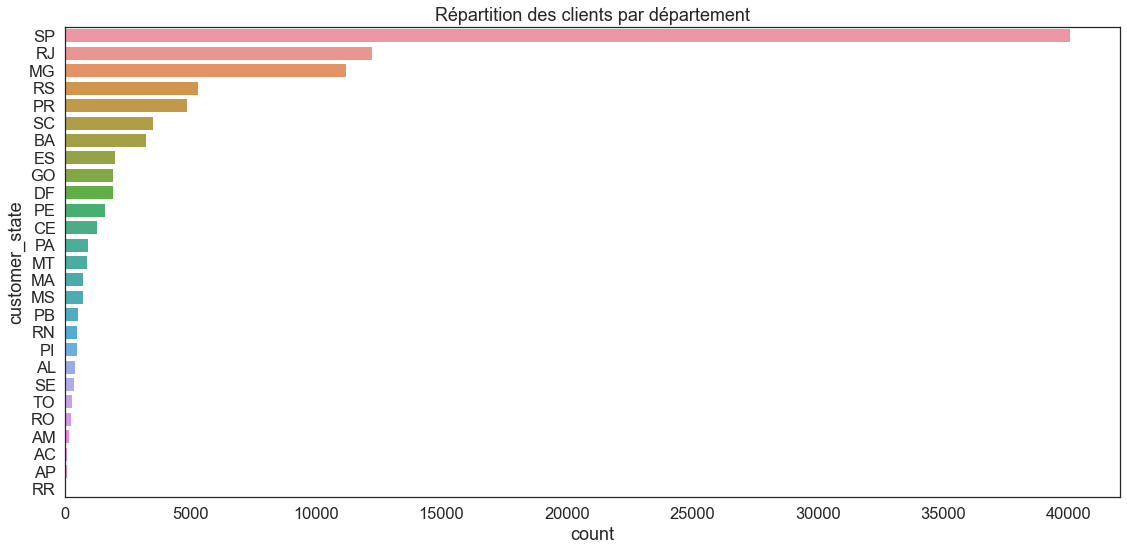 Répartition des clients par département
SP
RJ
MG
RS
PR
SC
BA
ES
GO
DF
PE
CE
PA
MT
MA
MS
PB
RN
PI
AL
SE
TO
RO
AM
AC
AP
RR
customer_state
0 5000 10000 15000 20000 25000 30000 35000 40000
count